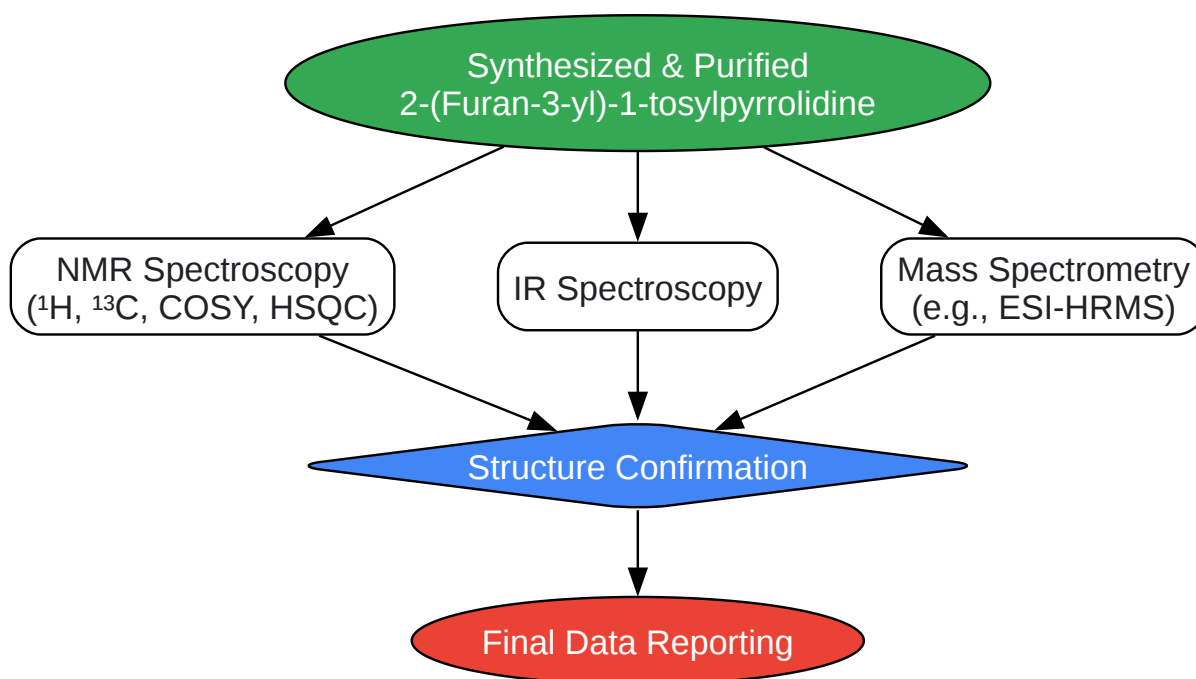 Synthesized & Purified
2-(Furan-3-yl)-1-tosylpyrrolidine
NMR Spectroscopy
(¹H, ¹³C, COSY, HSQC)
IR Spectroscopy
Mass Spectrometry
(e.g., ESI-HRMS)
Structure Confirmation
Final Data Reporting